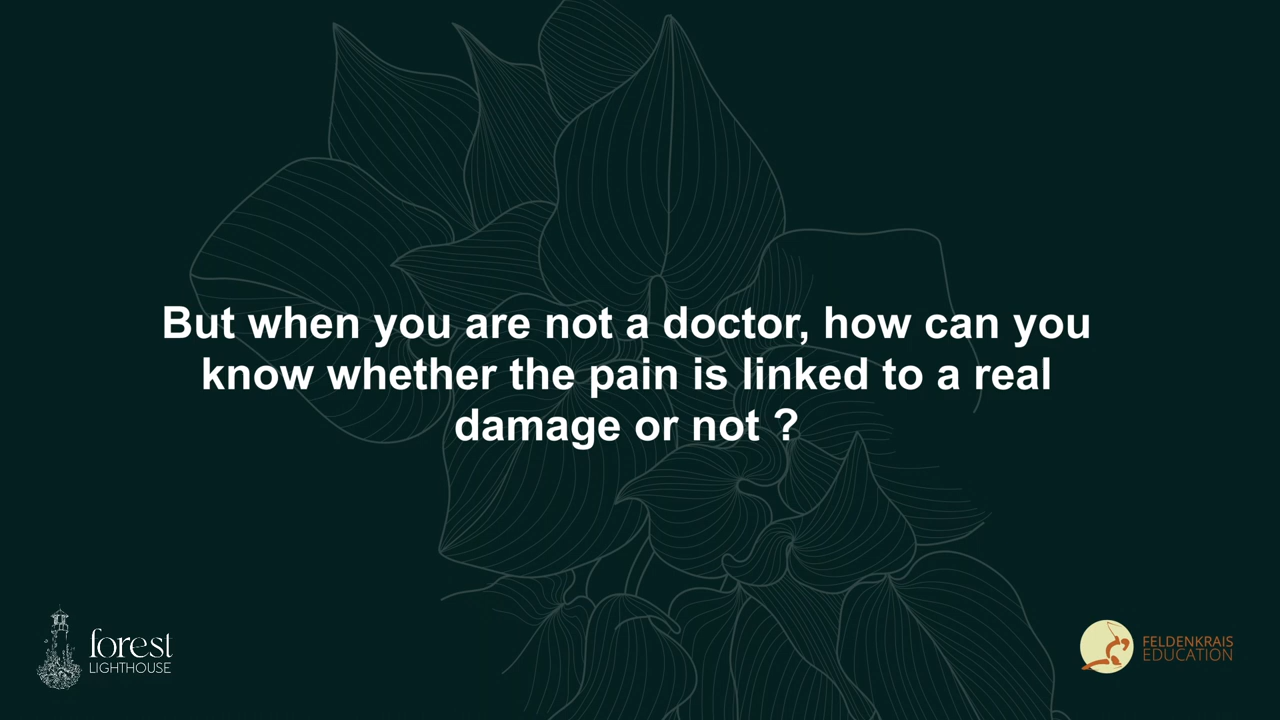 But when you are not a doctor, how can you
know whether the pain is linked to a real
damage or not ?
forest
LIGHTHOUSE
FELDENKRAIS
EDUCATION